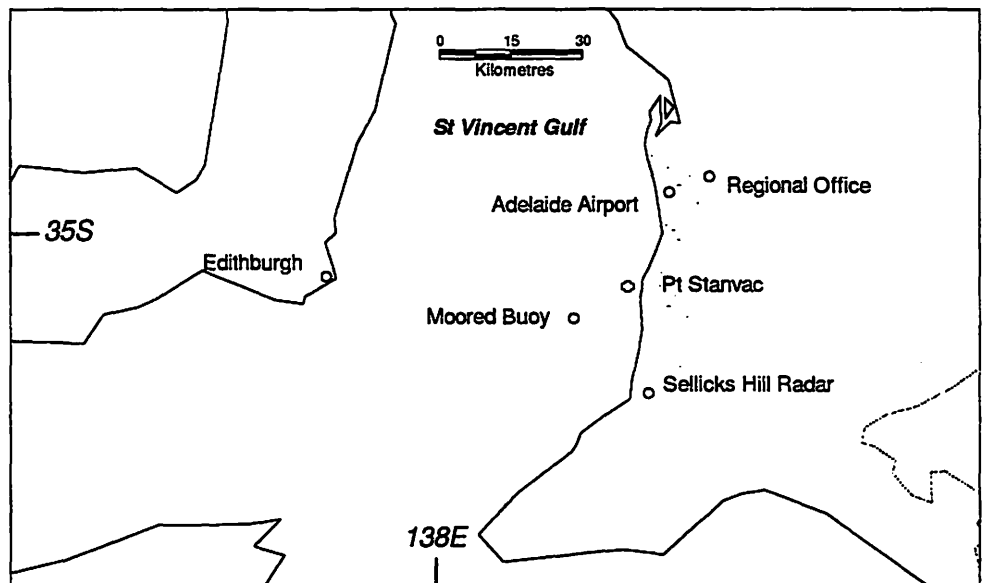 0 15 30
Kilometres
St Vincent Gulf
Regional Office
Adelaide Airport
35S
Edithburgh
Pt Stanvac
Moored Buoy
Sellicks Hill Radar
138E